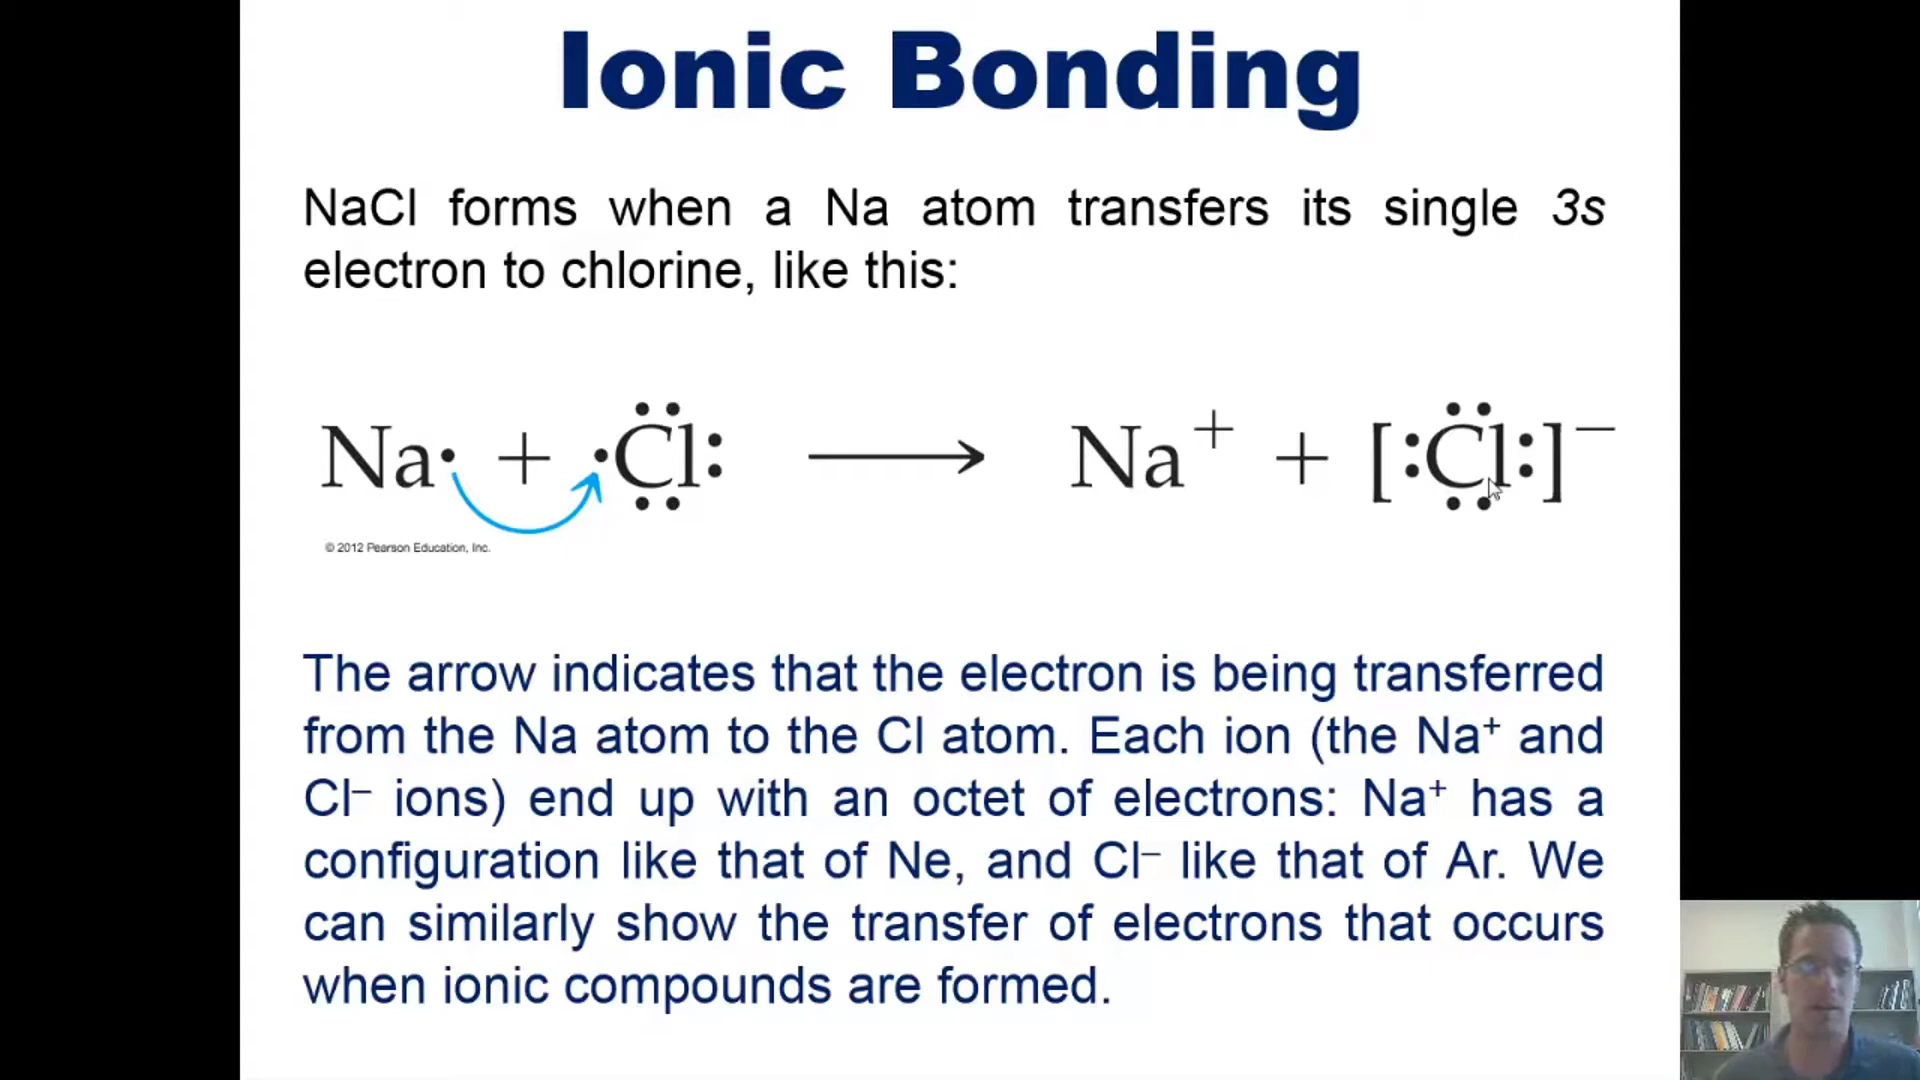 Ionic Bonding
NaCl forms when a Na atom transfers its single 3s
electron to chlorine, like this:
Na· + ·Cl: ⟶ Na⁺ + [:Cl:]⁻
© 2012 Pearson Education, Inc.
The arrow indicates that the electron is being transferred
from the Na atom to the Cl atom. Each ion (the Na⁺ and
Cl⁻ ions) end up with an octet of electrons: Na⁺ has a
configuration like that of Ne, and Cl⁻ like that of Ar. We
can similarly show the transfer of electrons that occurs
when ionic compounds are formed.